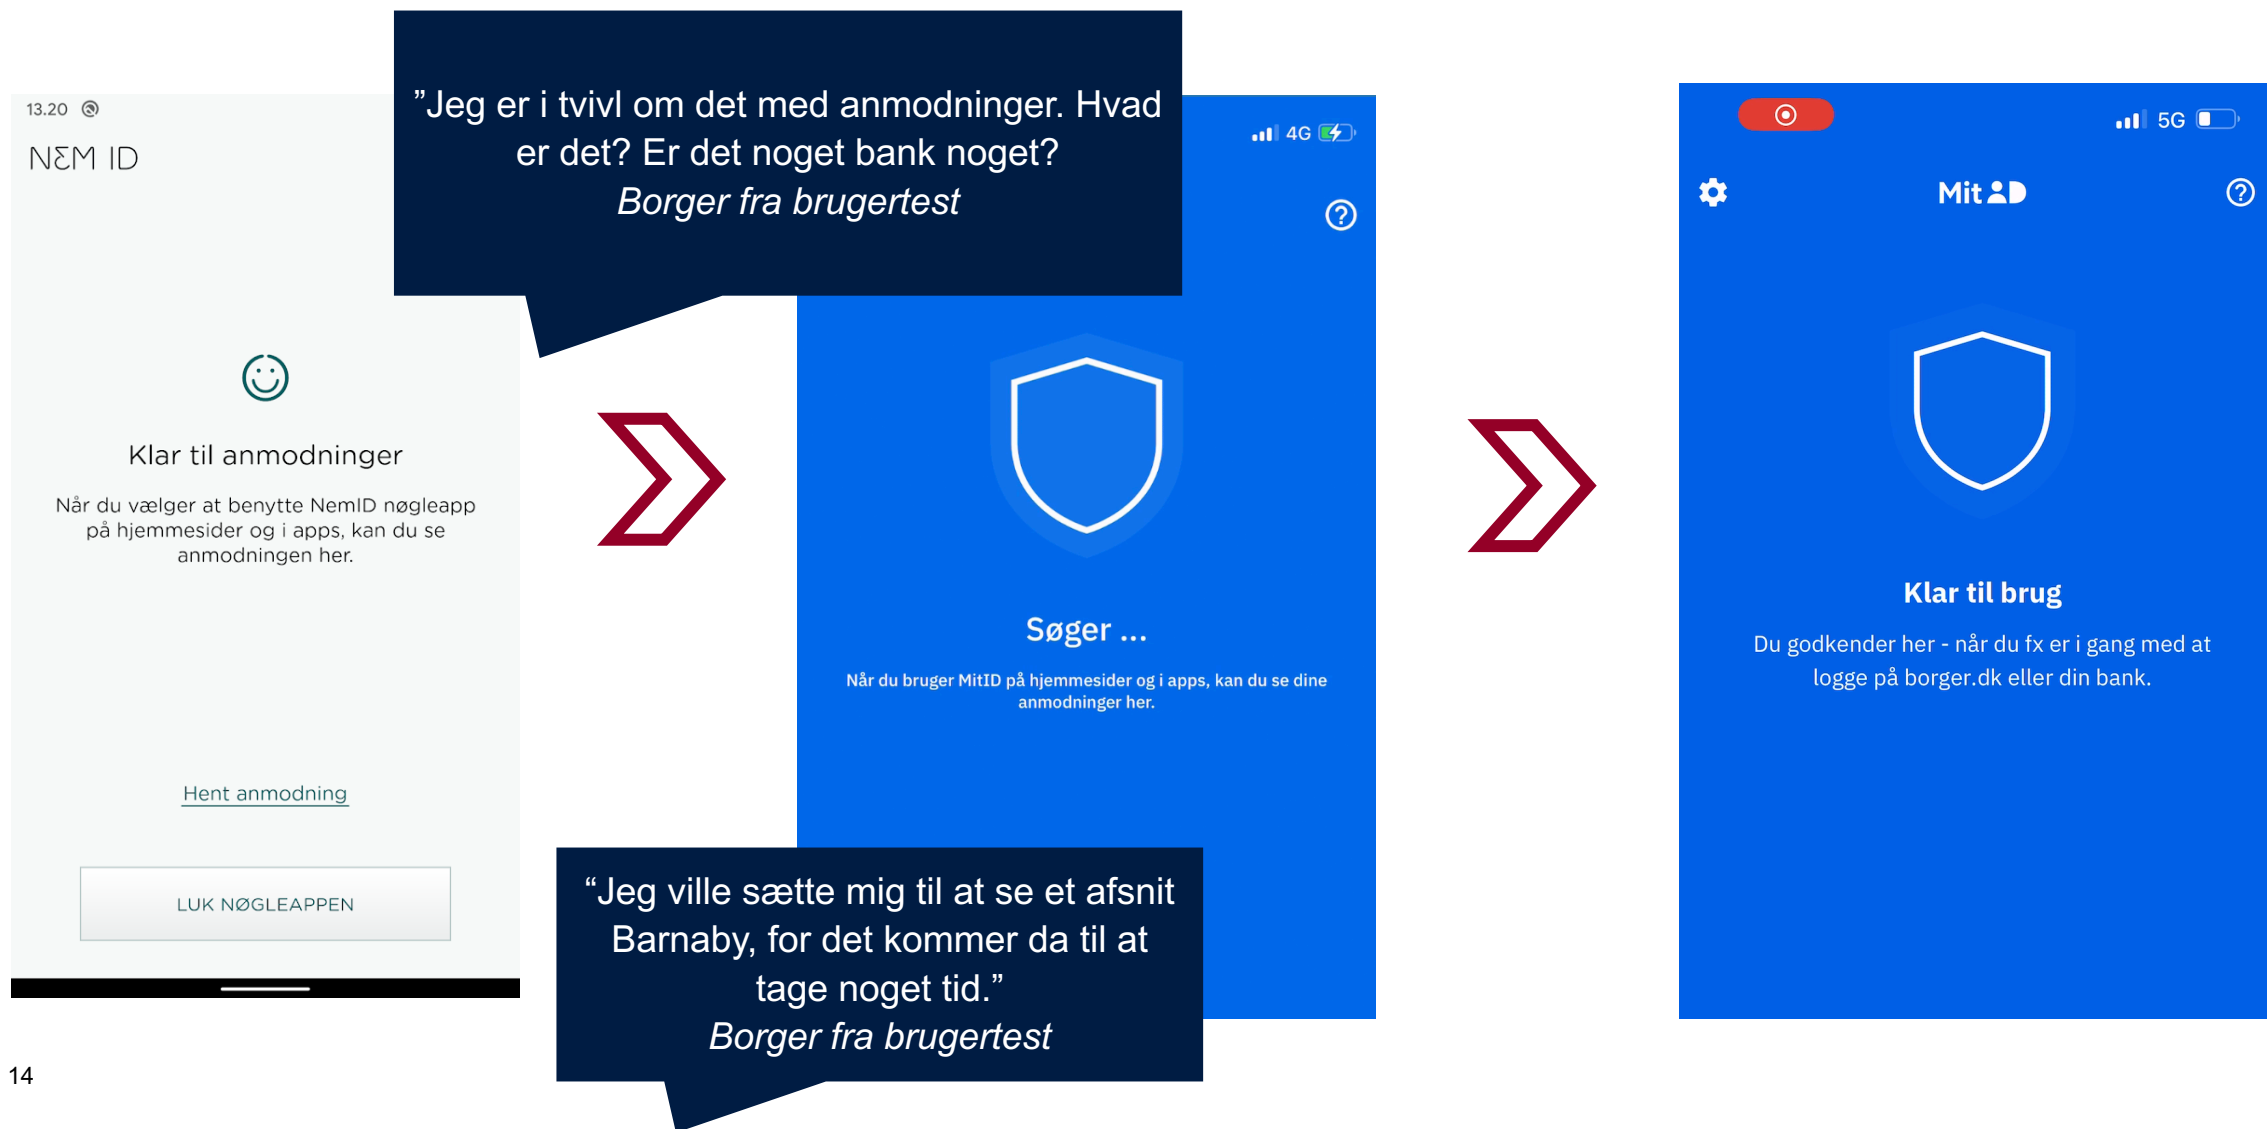 13.20
NEM ID
Klar til anmodninger
Når du vælger at benytte NemID nøgleapp
på hjemmesider og i apps, kan du se
anmodningen her.
Hent anmodning
LUK NØGLEAPPEN
”Jeg er i tvivl om det med anmodninger. Hvad
er det? Er det noget bank noget?
Borger fra brugertest
4G
Søger ...
Når du bruger MitID på hjemmesider og i apps, kan du se dine
anmodninger her.
“Jeg ville sætte mig til at se et afsnit
Barnaby, for det kommer da til at
tage noget tid.”
Borger fra brugertest
5G
Mit ID
Klar til brug
Du godkender her - når du fx er i gang med at
logge på borger.dk eller din bank.
14